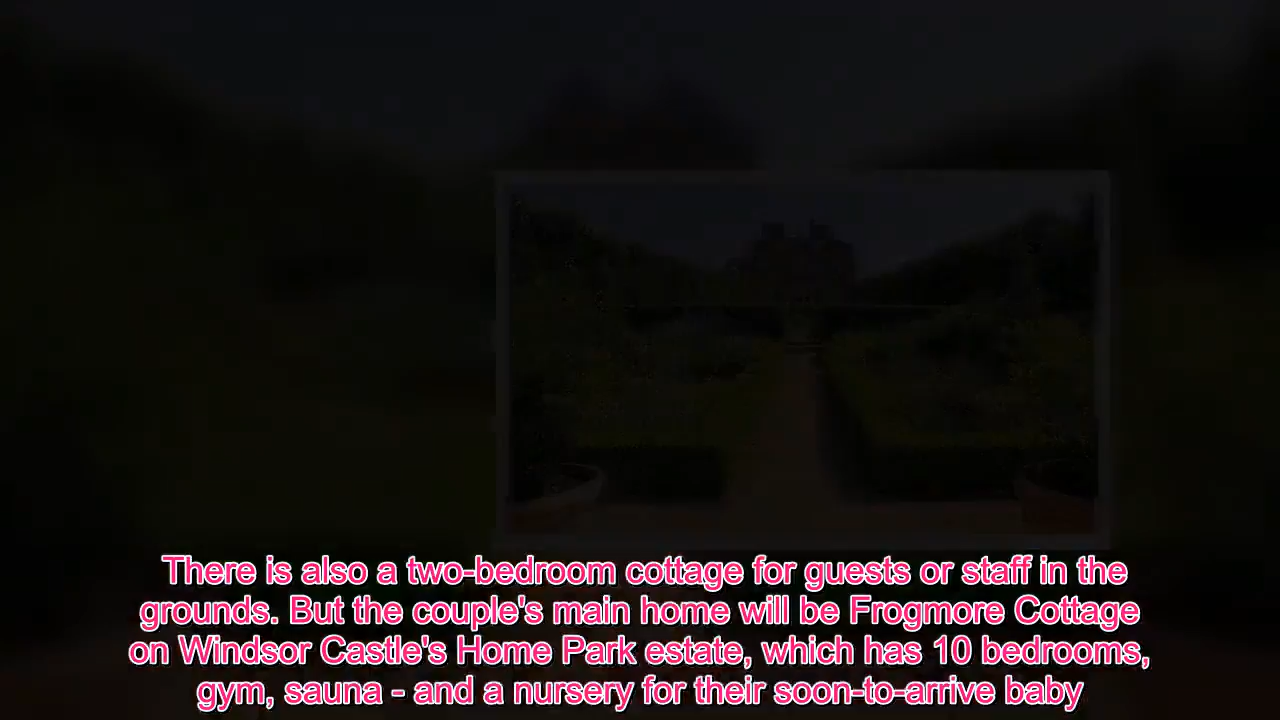 There is also a two-bedroom cottage for guests or staff in the
grounds. But the couple's main home will be Frogmore Cottage
on Windsor Castle's Home Park estate, which has 10 bedrooms,
gym, sauna - and a nursery for their soon-to-arrive baby